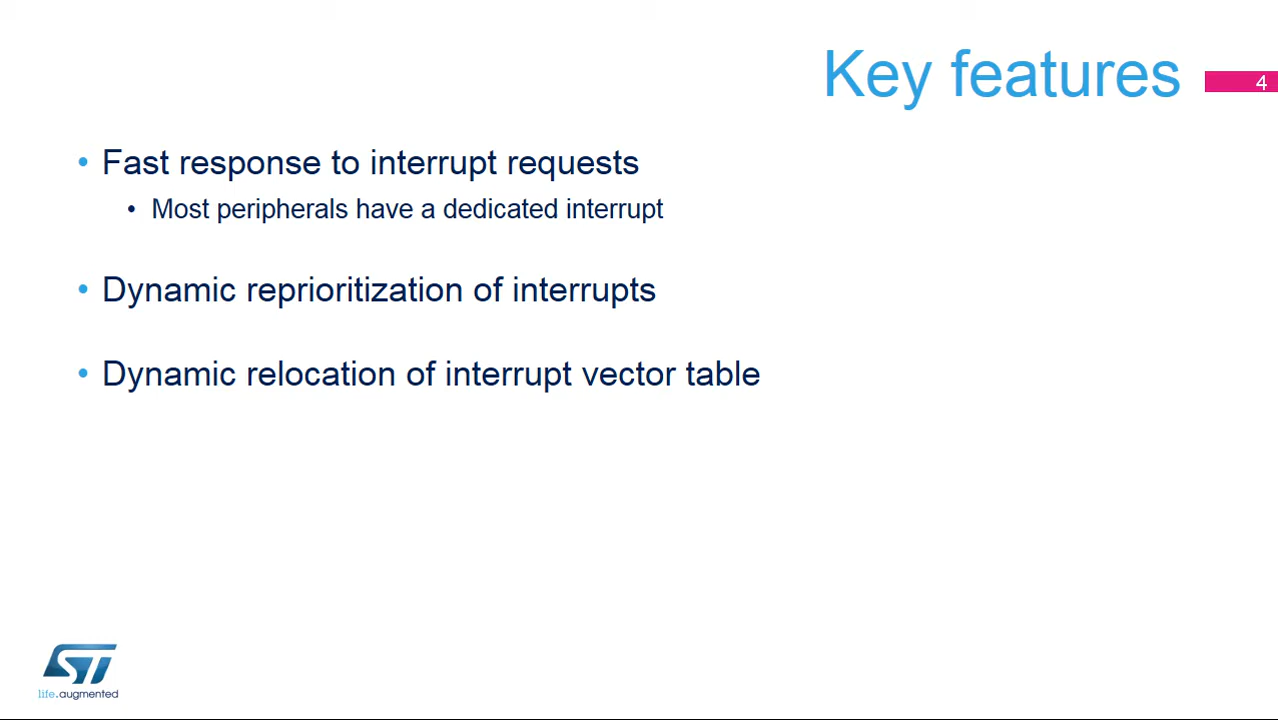 Key features
4
• Fast response to interrupt requests
• Most peripherals have a dedicated interrupt
• Dynamic reprioritization of interrupts
• Dynamic relocation of interrupt vector table
ST
life.augmented